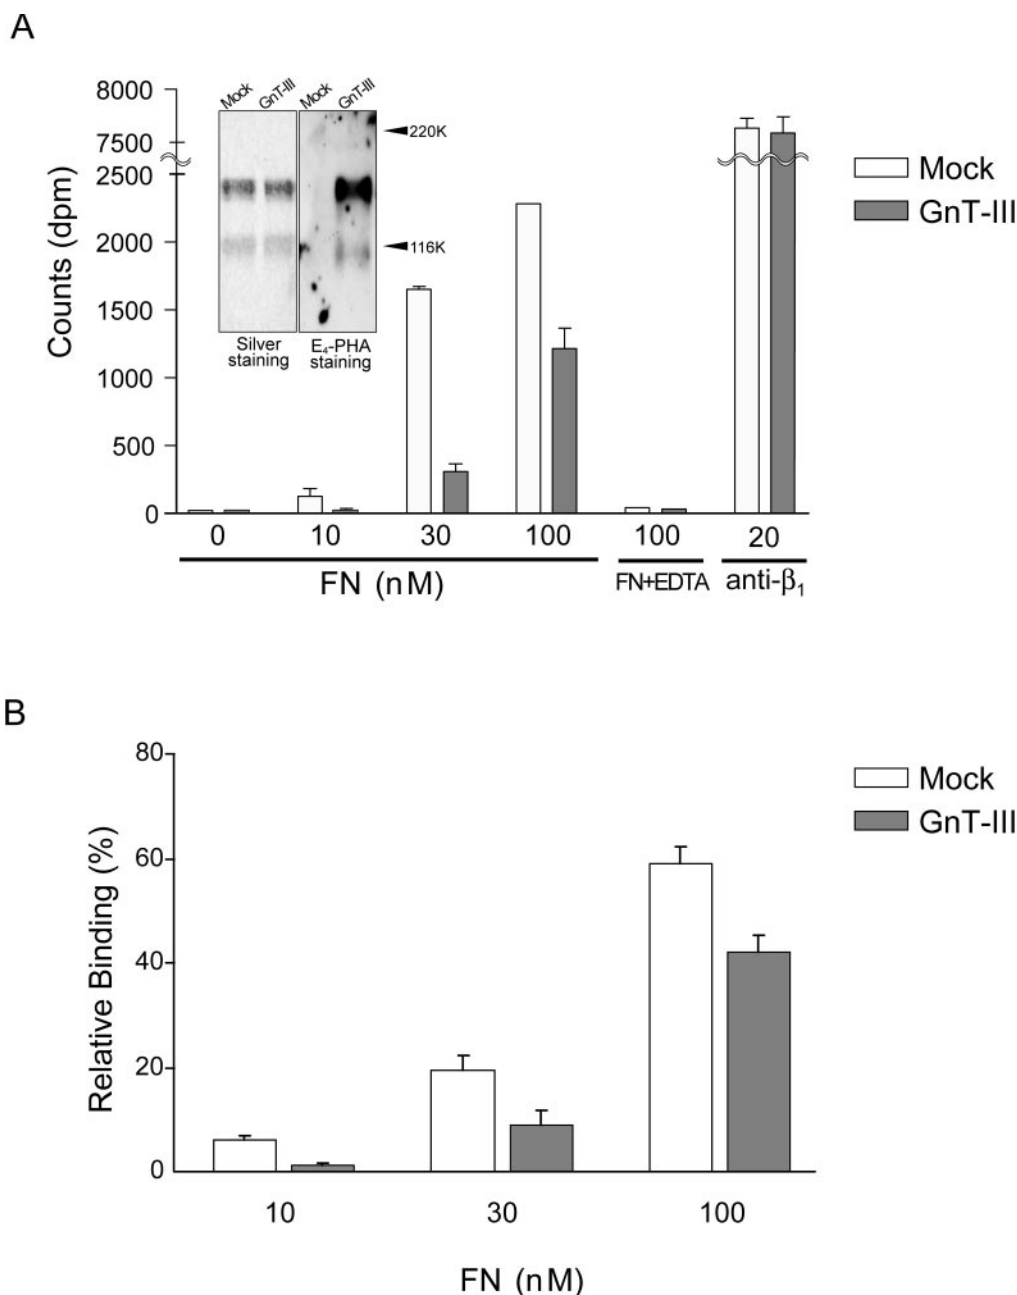 A
Mock GnT-III Mock GnT-III
8000
7500
2500
2000
1500
1000
500
0
Counts (dpm)
220K
116K
Silver
staining
E₄-PHA
staining
Mock
GnT-III
0 10 30 100 100 20
FN (nM) FN+EDTA anti-β₁
B
80
60
40
20
0
Relative Binding (%)
Mock
GnT-III
10 30 100
FN (nM)